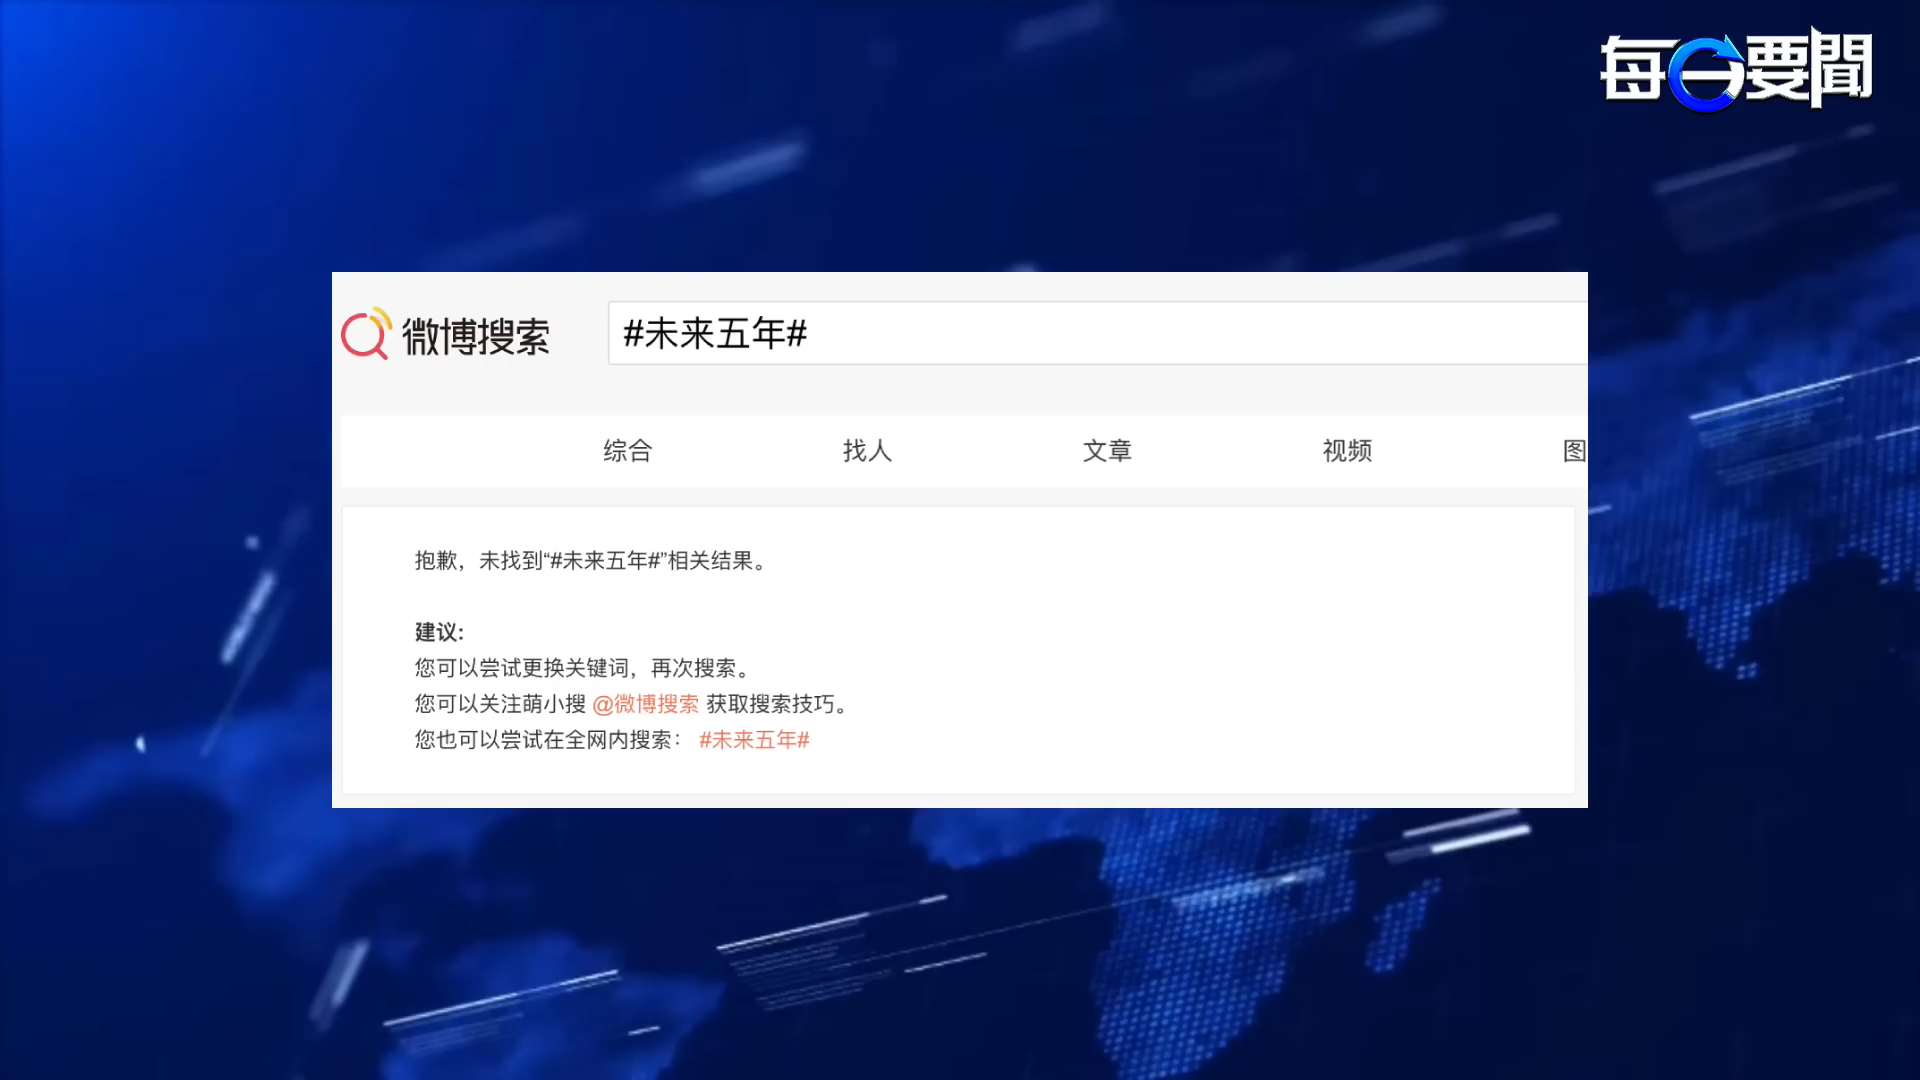 每日要聞
微博搜索
#未来五年#
综合
找人
文章
视频
图
抱歉，未找到“#未来五年#”相关结果。
建议:
您可以尝试更换关键词，再次搜索。
您可以关注萌小搜 @微博搜索 获取搜索技巧。
您也可以尝试在全网内搜索： #未来五年#